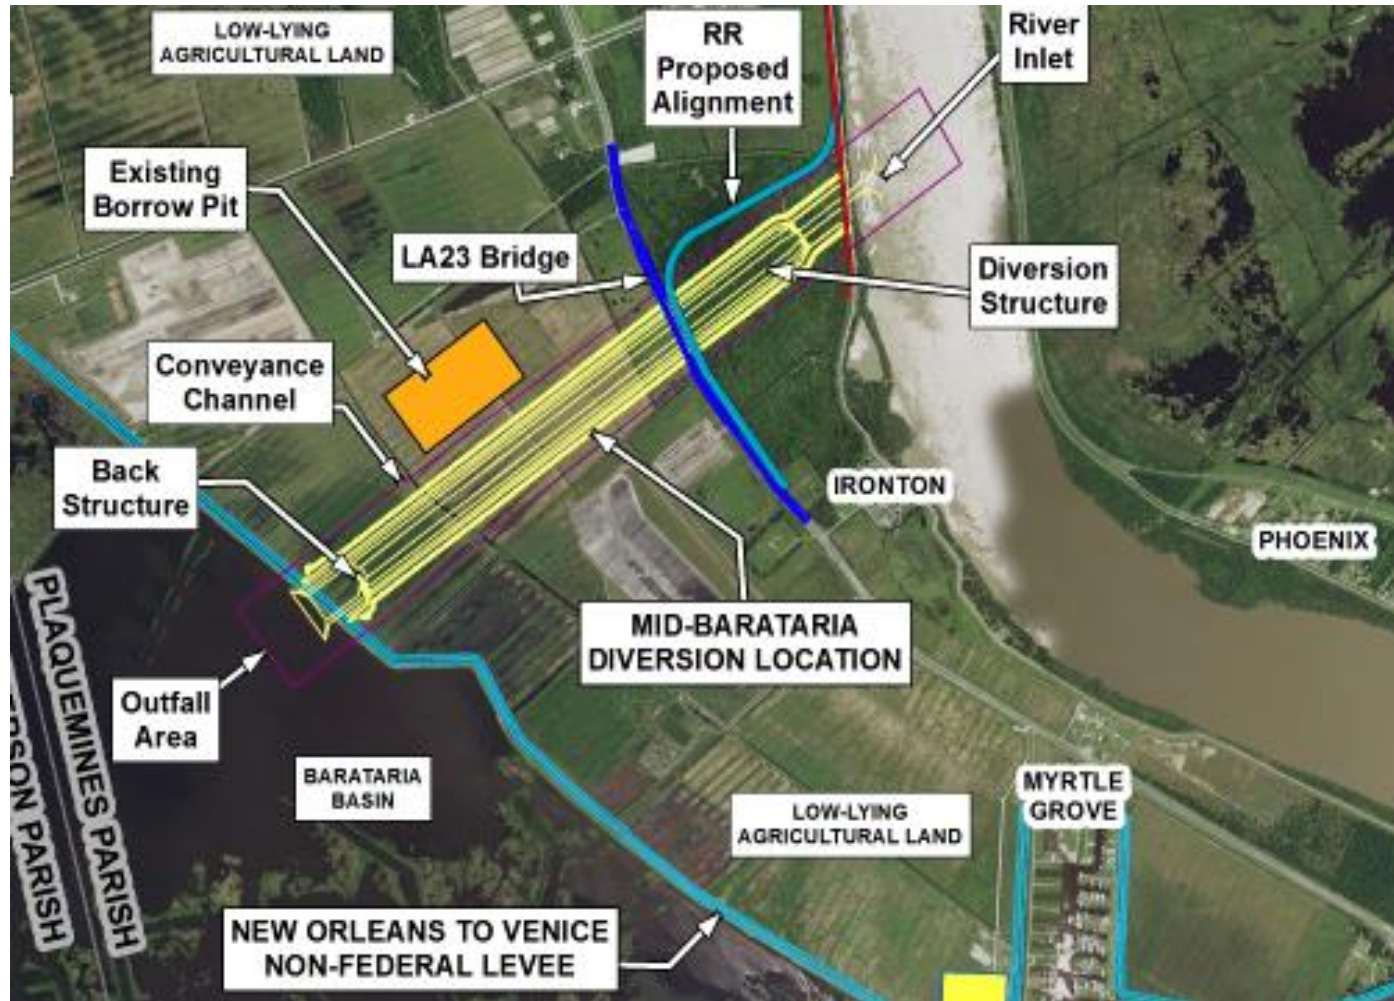 LOW-LYING
AGRICULTURAL LAND
RR
Proposed
Alignment
River
Inlet
Existing
Borrow Pit
LA23 Bridge
Diversion
Structure
Conveyance
Channel
Back
Structure
IRONTON
PHOENIX
MID-BARATARIA
DIVERSION LOCATION
PLAQUEMINES PARISH
Outfall
Area
BARATARIA
BASIN
LOW-LYING
AGRICULTURAL LAND
MYRTLE
GROVE
NEW ORLEANS TO VENICE
NON-FEDERAL LEVEE
PARISH